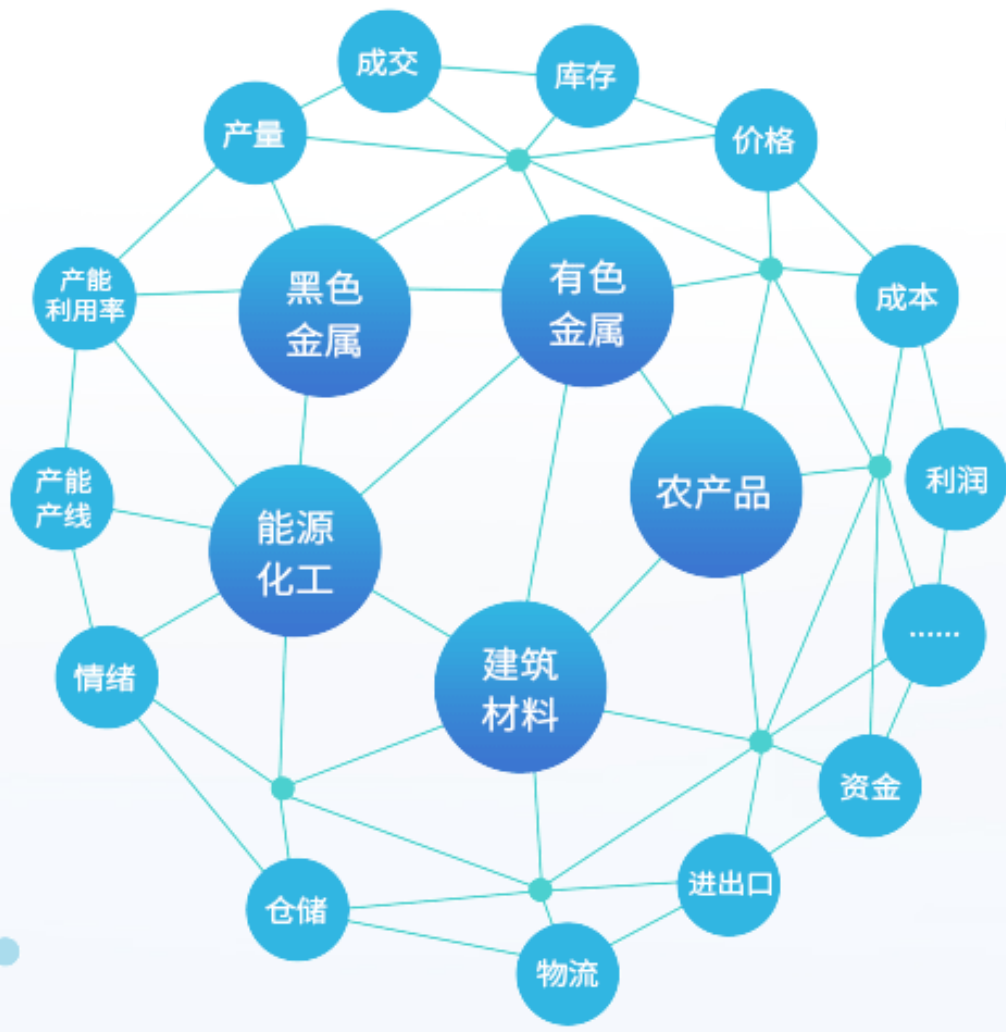 成交
库存
产量
价格
产能
利用率
黑色
金属
有色
金属
成本
产能
产线
能源
化工
农产品
利润
情绪
建筑
材料
……
资金
仓储
进出口
物流